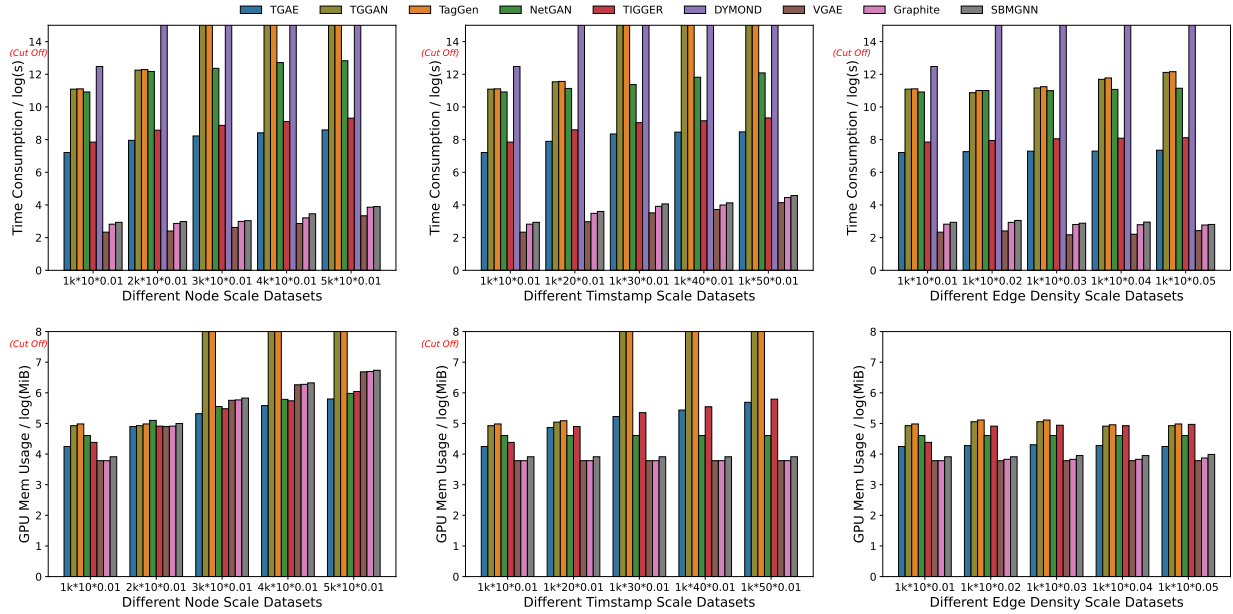 TGAE TGGAN TagGen NetGAN TIGGER DYMOND VGAE Graphite SBMGNN
14
(Cut Off)
12
10
8
6
4
2
0
Time Consumption / log(s)
1k*10*0.01 2k*10*0.01 3k*10*0.01 4k*10*0.01 5k*10*0.01
Different Node Scale Datasets
14
(Cut Off)
12
10
8
6
4
2
0
Time Consumption / log(s)
1k*10*0.01 1k*20*0.01 1k*30*0.01 1k*40*0.01 1k*50*0.01
Different Timstamp Scale Datasets
14
(Cut Off)
12
10
8
6
4
2
0
Time Consumption / log(s)
1k*10*0.01 1k*10*0.02 1k*10*0.03 1k*10*0.04 1k*10*0.05
Different Edge Density Scale Datasets
8
(Cut Off)
7
6
5
4
3
2
1
0
GPU Mem Usage / log(MiB)
1k*10*0.01 2k*10*0.01 3k*10*0.01 4k*10*0.01 5k*10*0.01
Different Node Scale Datasets
8
(Cut Off)
7
6
5
4
3
2
1
0
GPU Mem Usage / log(MiB)
1k*10*0.01 1k*20*0.01 1k*30*0.01 1k*40*0.01 1k*50*0.01
Different Timstamp Scale Datasets
8
7
6
5
4
3
2
1
0
GPU Mem Usage / log(MiB)
1k*10*0.01 1k*10*0.02 1k*10*0.03 1k*10*0.04 1k*10*0.05
Different Edge Density Scale Datasets